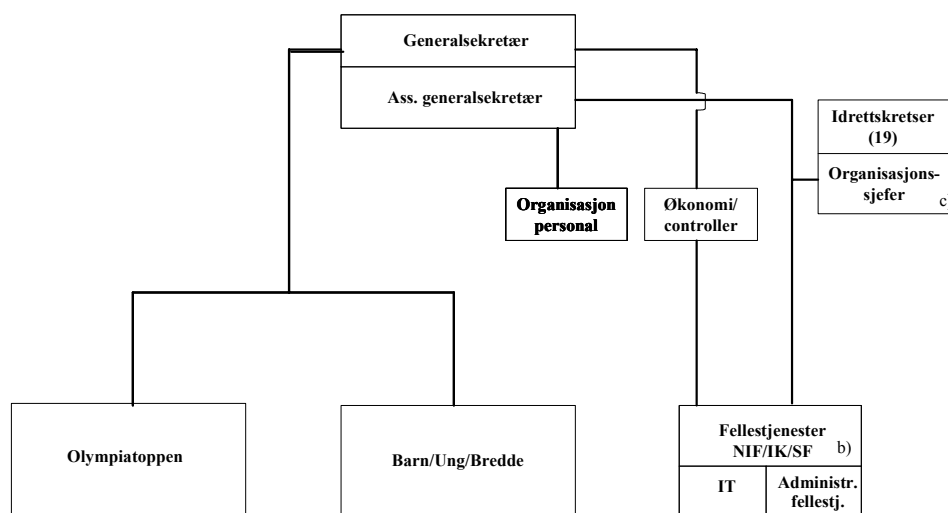 Generalsekretær
Ass. generalsekretær
Idrettskretser
(19)
Organisasjons-
sjefer
c)
Organisasjon
personal
Økonomi/
controller
Olympiatoppen
Barn/Ung/Bredde
Fellestjenester
NIF/IK/SF
b)
IT
Administr.
fellestj.